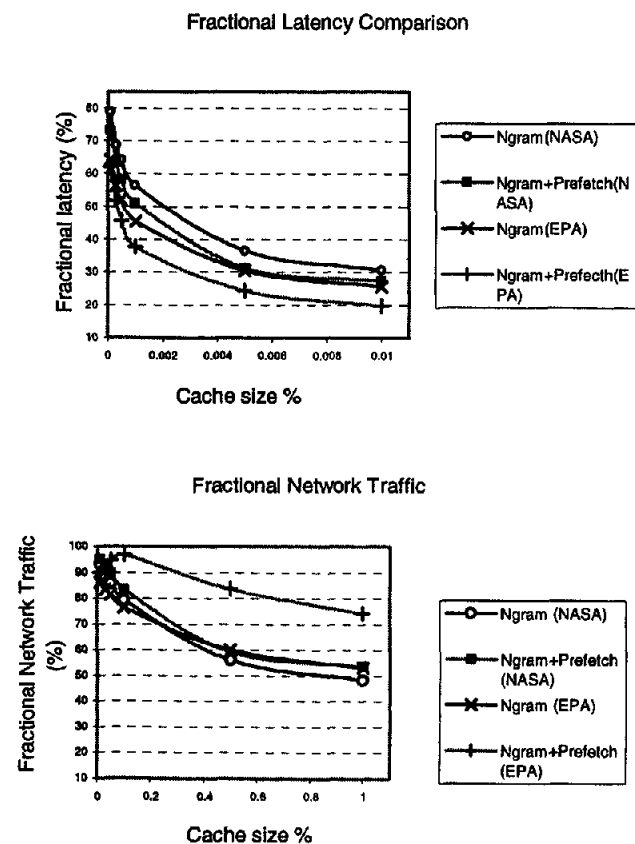 Fractional Latency Comparison
Fractional latency (%)
80
70
60
50
40
30
20
10
0 0.002 0.004 0.006 0.008 0.01
Cache size %
Ngram(NASA)
Ngram+Prefetch(N
ASA)
Ngram(EPA)
Ngram+Prefecth(E
PA)
Fractional Network Traffic
Fractional Network Traffic
(%)
100
90
80
70
60
50
40
30
20
10
0 0.2 0.4 0.6 0.8 1
Cache size %
Ngram (NASA)
Ngram+Prefetch
(NASA)
Ngram (EPA)
Ngram+Prefetch
(EPA)